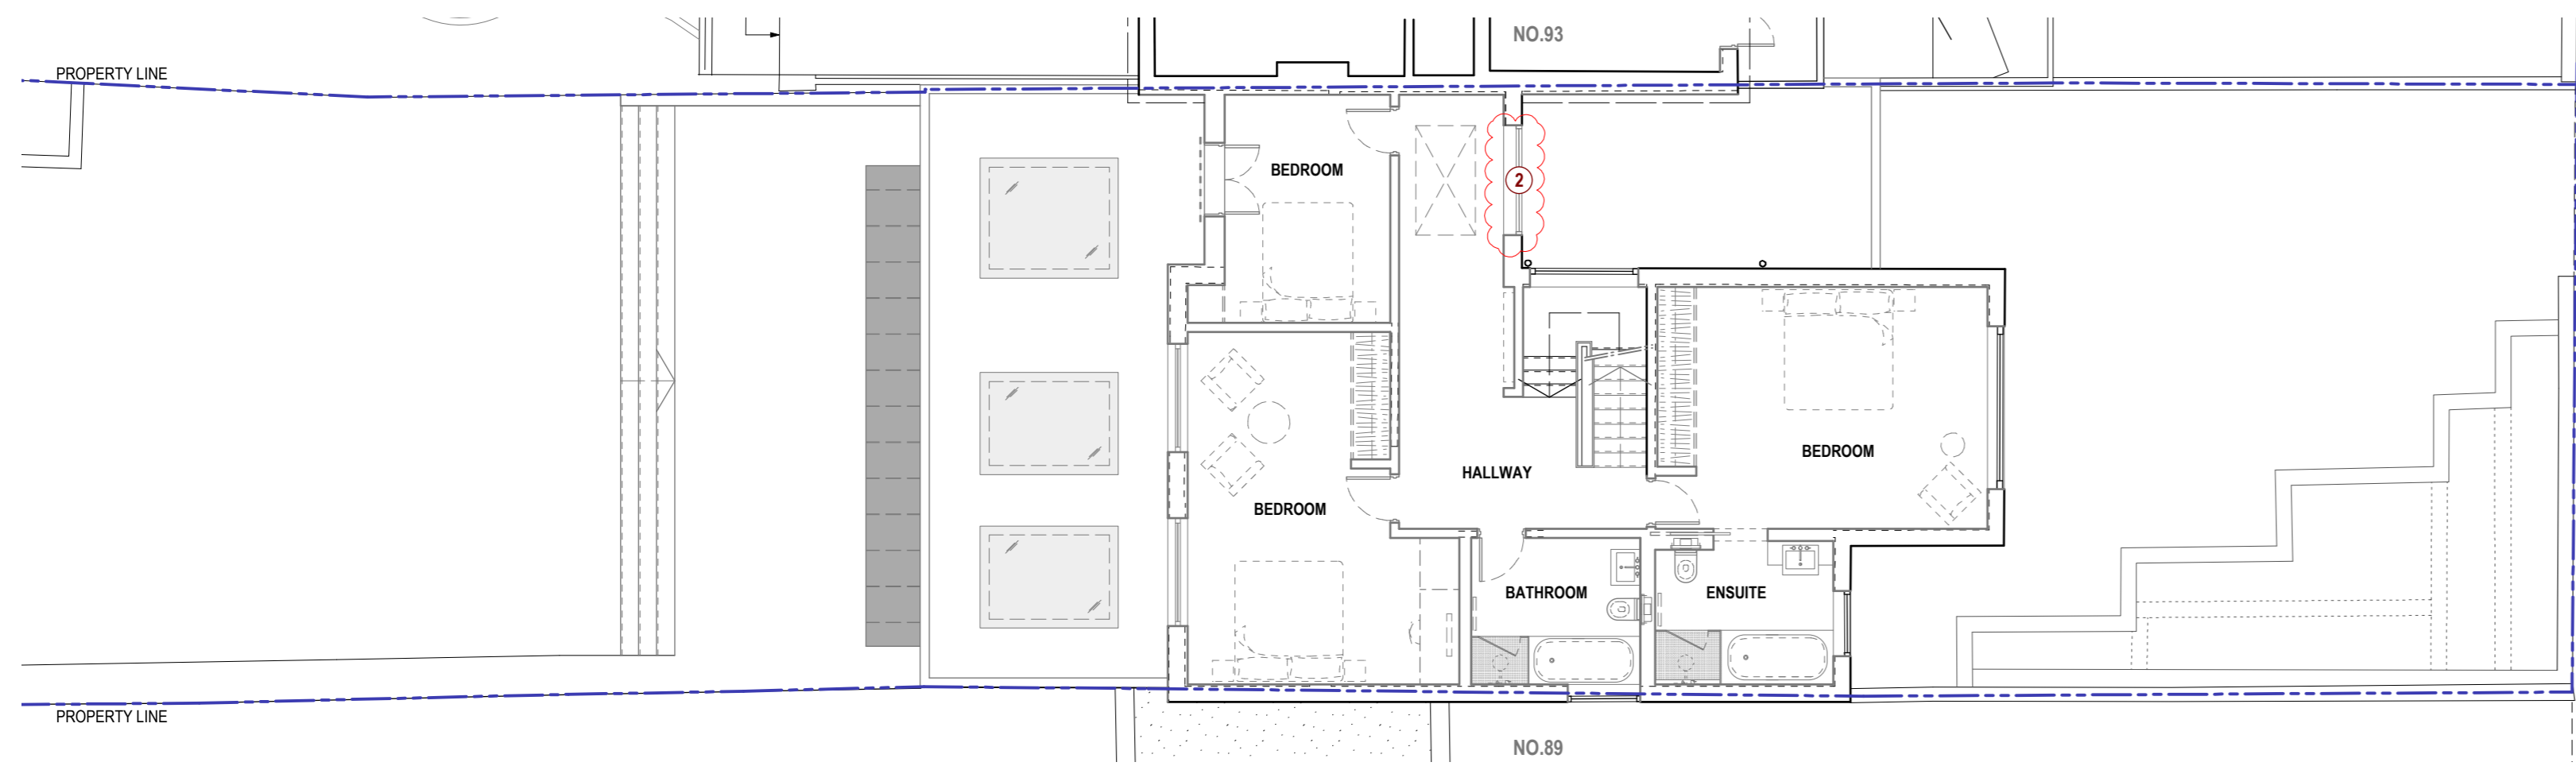 NO.93
PROPERTY LINE
BEDROOM
2
BEDROOM
HALLWAY
BEDROOM
BATHROOM
ENSUITE
PROPERTY LINE
NO.89